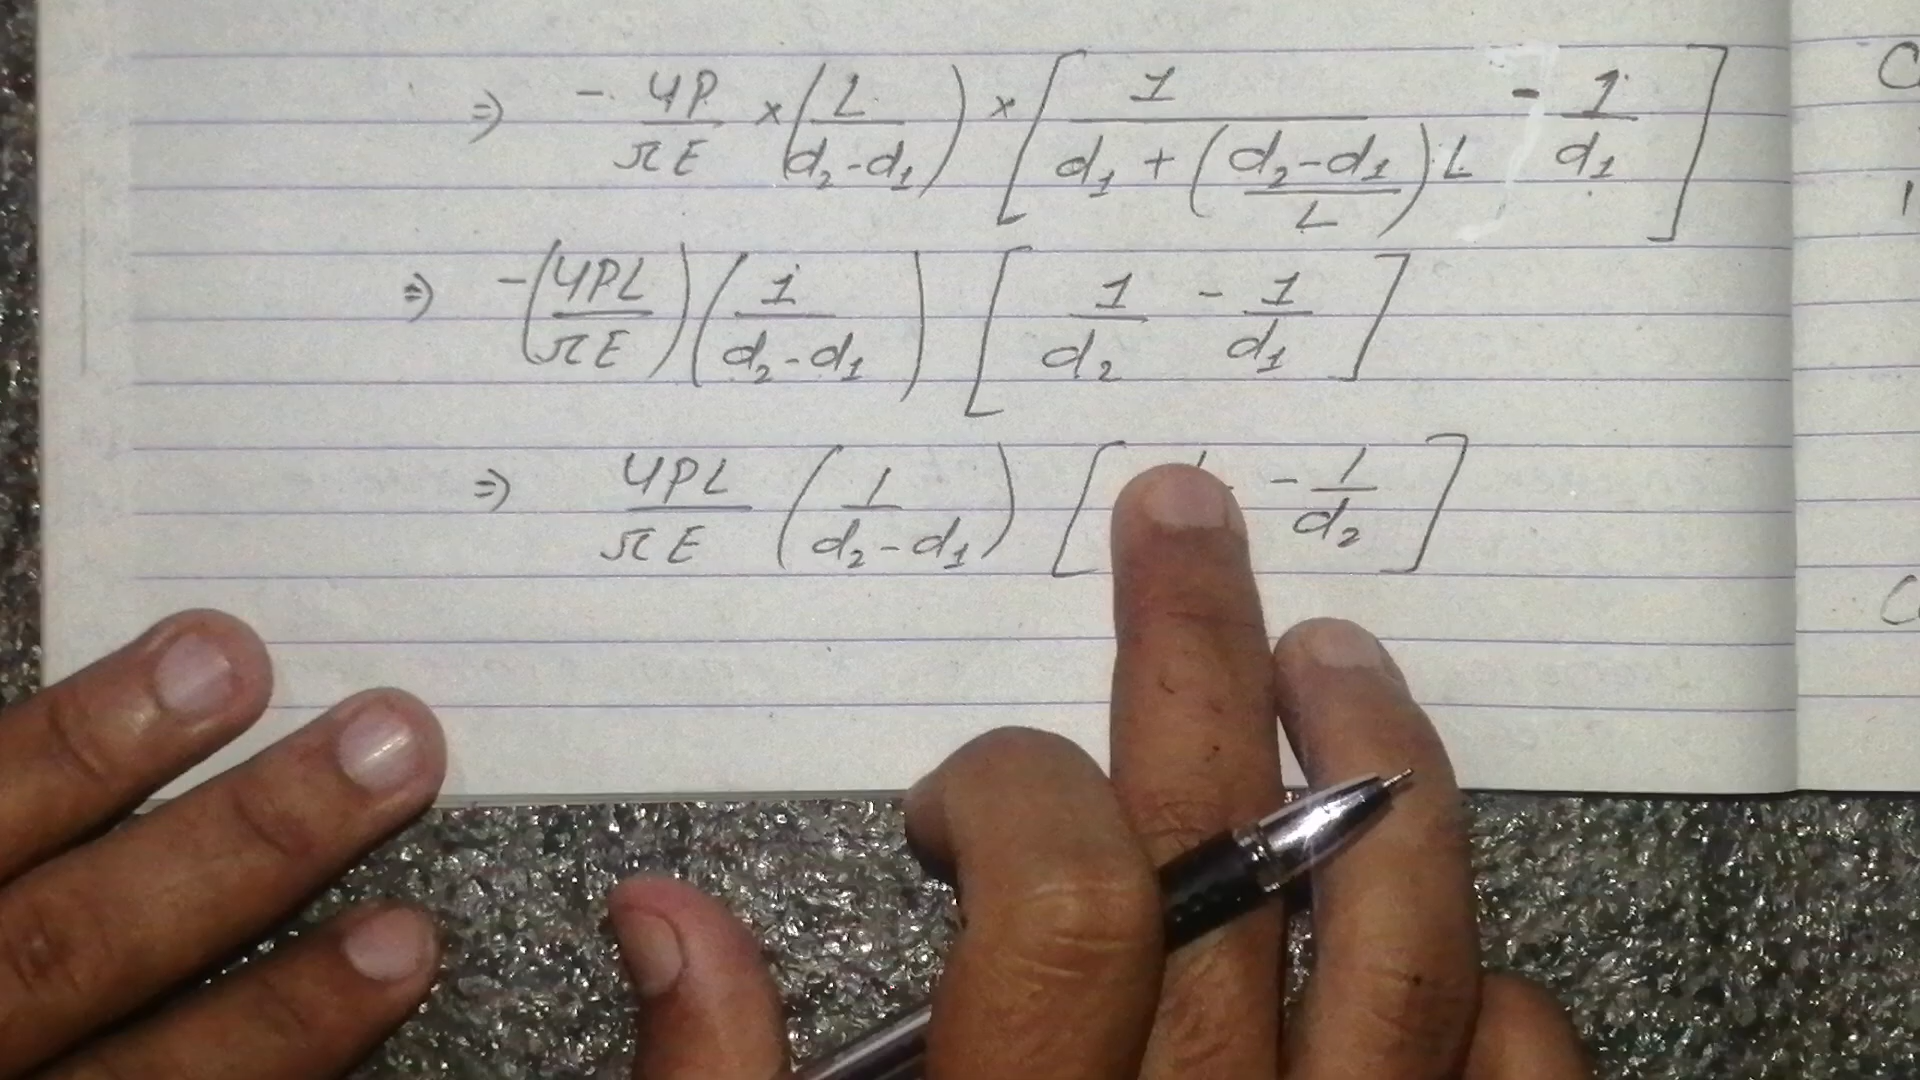 ⇒ - 4P/πE × (L/(d₂-d₁)) × [1/(d₁ + ((d₂-d₁)/L) L) - 1/d₁]
⇒ -(4PL/πE) (1/(d₂-d₁)) [1/d₂ - 1/d₁]
⇒ 4PL/πE (1/(d₂-d₁)) [ - 1/d₂]